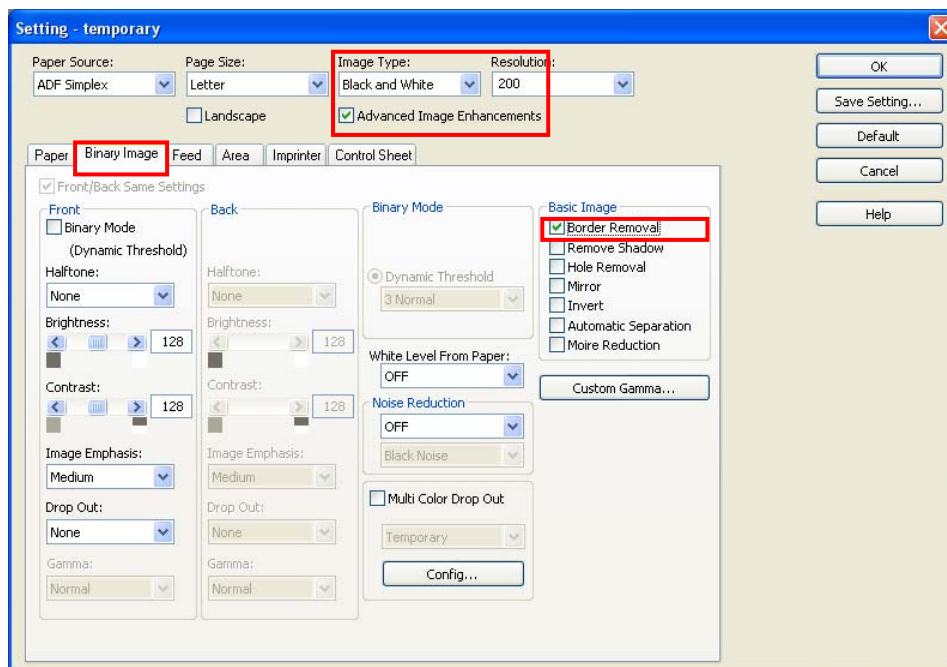 Setting - temporary
Paper Source: Page Size: Image Type: Resolution:
ADF Simplex Letter Black and White 200
Landscape Advanced Image Enhancements
OK
Save Setting...
Default
Cancel
Help
Paper Binary Image Feed Area Imprinter Control Sheet
Front/Back Same Settings
Front
Binary Mode
(Dynamic Threshold)
Halftone:
None
Brightness:
128
Contrast:
128
Image Emphasis:
Medium
Drop Out:
None
Gamma:
Normal
Back
Halftone:
None
Brightness:
128
Contrast:
128
Image Emphasis:
Medium
Drop Out:
None
Gamma:
Normal
Binary Mode
Dynamic Threshold
3 Normal
White Level From Paper:
OFF
Noise Reduction
OFF
Black Noise
Multi Color Drop Out
Temporary
Config...
Basic Image
Border Removal
Remove Shadow
Hole Removal
Mirror
Invert
Automatic Separation
Moire Reduction
Custom Gamma...